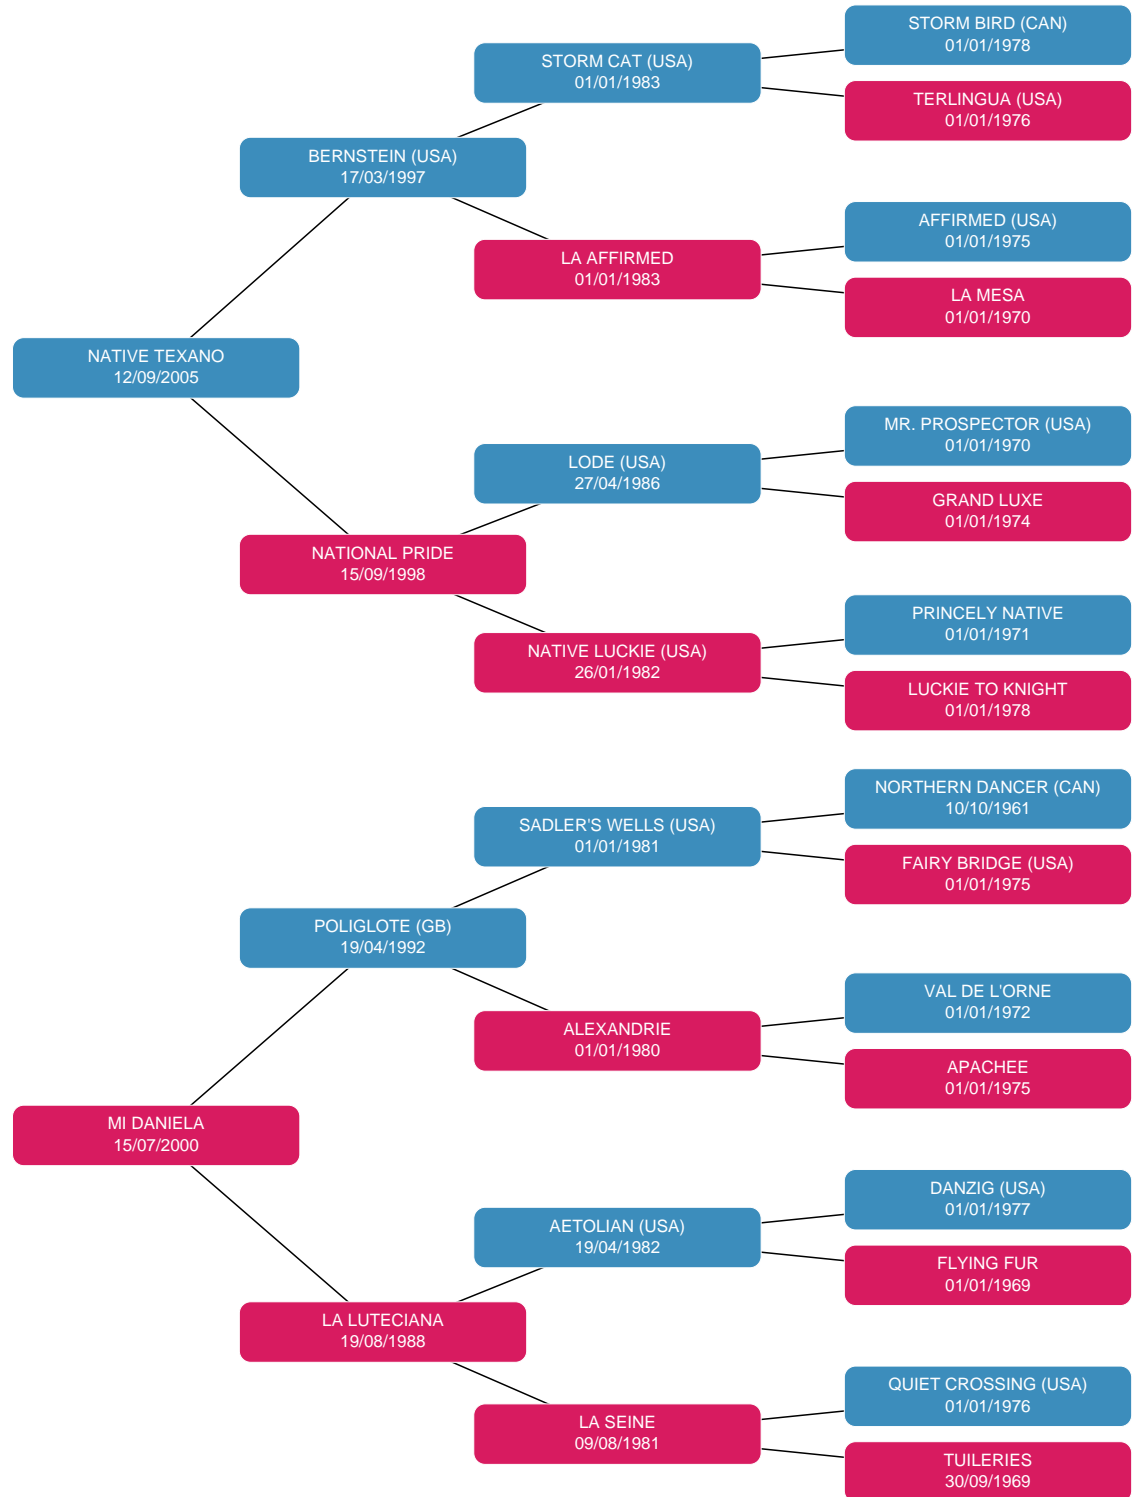 STORM BIRD (CAN)
01/01/1978
STORM CAT (USA)
01/01/1983
TERLINGUA (USA)
01/01/1976
BERNSTEIN (USA)
17/03/1997
AFFIRMED (USA)
01/01/1975
LA AFFIRMED
01/01/1983
LA MESA
01/01/1970
NATIVE TEXANO
12/09/2005
MR. PROSPECTOR (USA)
01/01/1970
LODE (USA)
27/04/1986
GRAND LUXE
01/01/1974
NATIONAL PRIDE
15/09/1998
PRINCELY NATIVE
01/01/1971
NATIVE LUCKIE (USA)
26/01/1982
LUCKIE TO KNIGHT
01/01/1978
NORTHERN DANCER (CAN)
10/10/1961
SADLER'S WELLS (USA)
01/01/1981
FAIRY BRIDGE (USA)
01/01/1975
POLIGLOTE (GB)
19/04/1992
VAL DE L'ORNE
01/01/1972
ALEXANDRIE
01/01/1980
APACHEE
01/01/1975
MI DANIELA
15/07/2000
DANZIG (USA)
01/01/1977
AETOLIAN (USA)
19/04/1982
FLYING FUR
01/01/1969
LA LUTECIANA
19/08/1988
QUIET CROSSING (USA)
01/01/1976
LA SEINE
09/08/1981
TUILERIES
30/09/1969